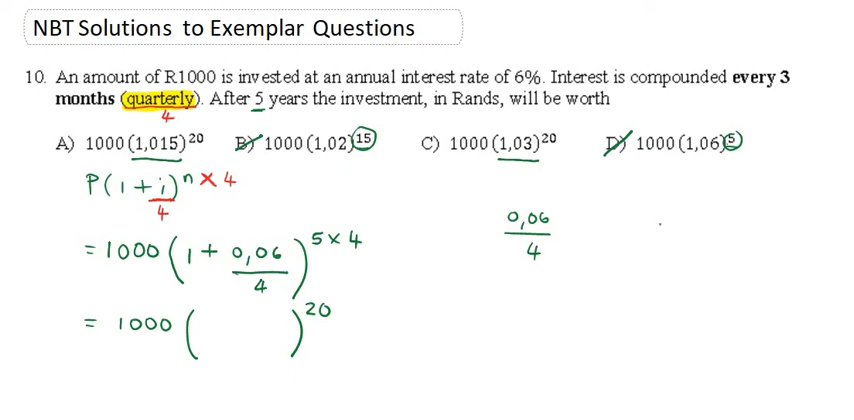 NBT Solutions to Exemplar Questions
10. An amount of R1000 is invested at an annual interest rate of 6%. Interest is compounded every 3
months (quarterly). After 5 years the investment, in Rands, will be worth
4
A) 1000(1,015)^20 B) 1000(1,02)^15 C) 1000(1,03)^20 D) 1000(1,06)^5
P(1 + i/4)^n × 4
= 1000(1 + 0,06/4)^5 × 4
0,06/4
= 1000( )^20